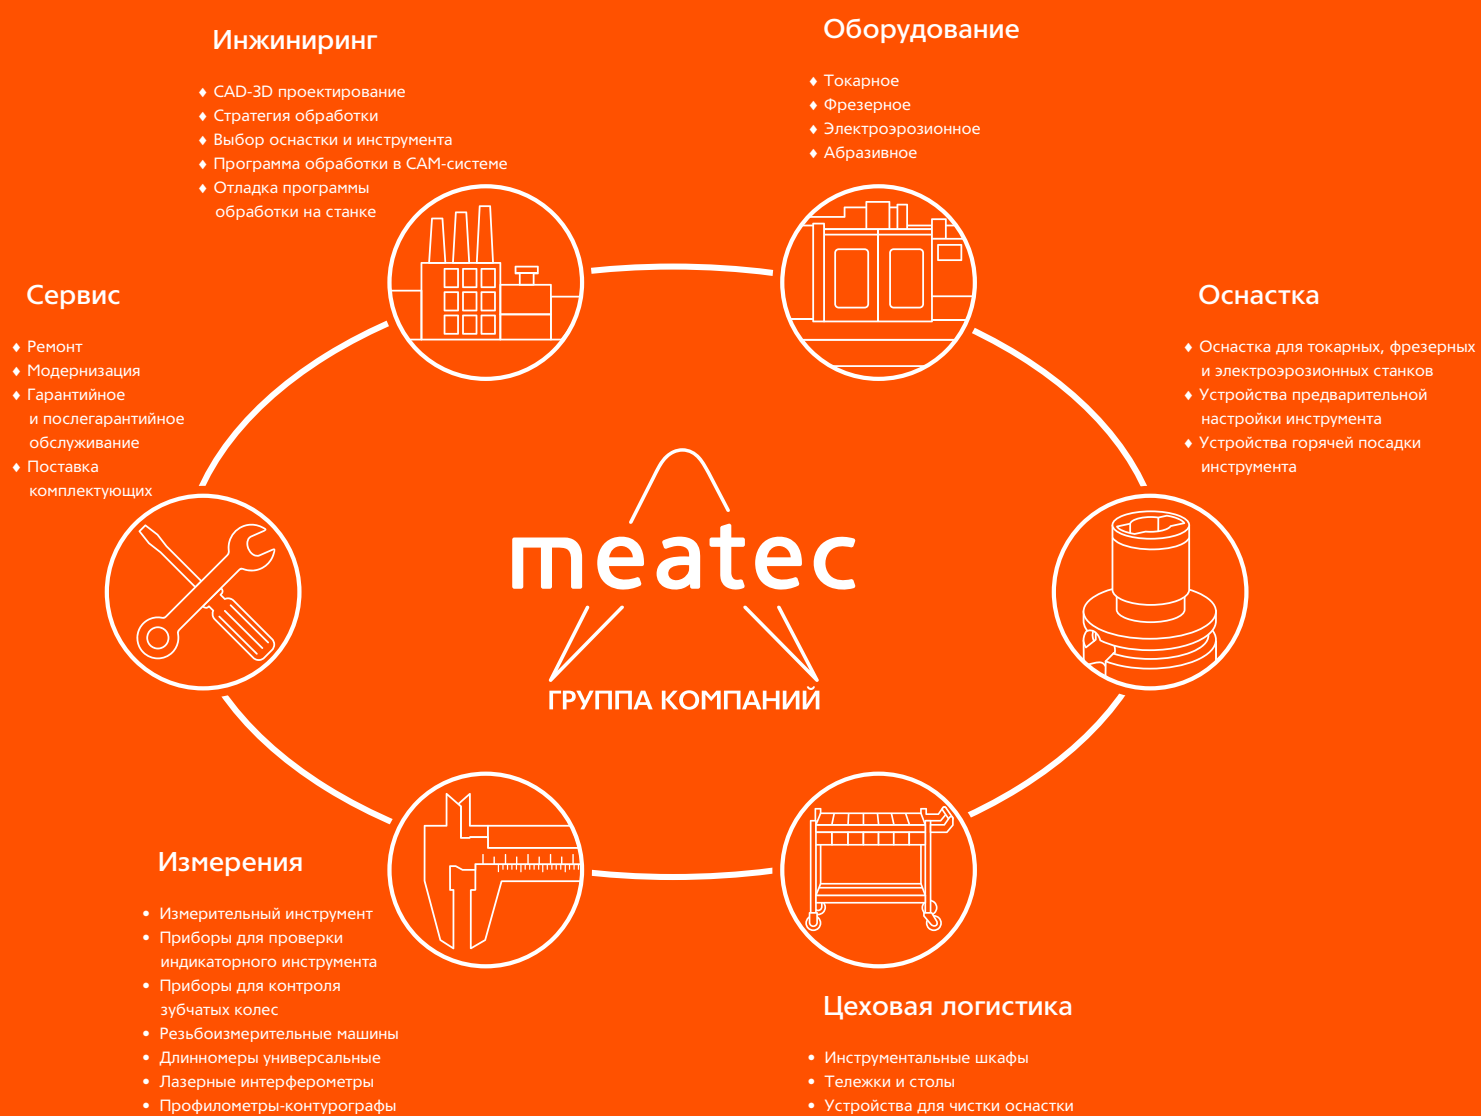 Инжиниринг
♦ CAD-3D проектирование
♦ Стратегия обработки
♦ Выбор оснастки и инструмента
♦ Программа обработки в CAM-системе
♦ Отладка программы
обработки на станке
Оборудование
♦ Токарное
♦ Фрезерное
♦ Электроэрозионное
♦ Абразивное
Сервис
♦ Ремонт
♦ Модернизация
♦ Гарантийное
и послегарантийное
обслуживание
♦ Поставка
комплектующих
Оснастка
♦ Оснастка для токарных, фрезерных
и электроэрозионных станков
♦ Устройства предварительной
настройки инструмента
♦ Устройства горячей посадки
инструмента
meatec
ГРУППА КОМПАНИЙ
Измерения
• Измерительный инструмент
• Приборы для проверки
индикаторного инструмента
• Приборы для контроля
зубчатых колес
• Резьбоизмерительные машины
• Длинномеры универсальные
• Лазерные интерферометры
• Профилометры-контурографы
Цеховая логистика
• Инструментальные шкафы
• Тележки и столы
• Устройства для чистки оснастки